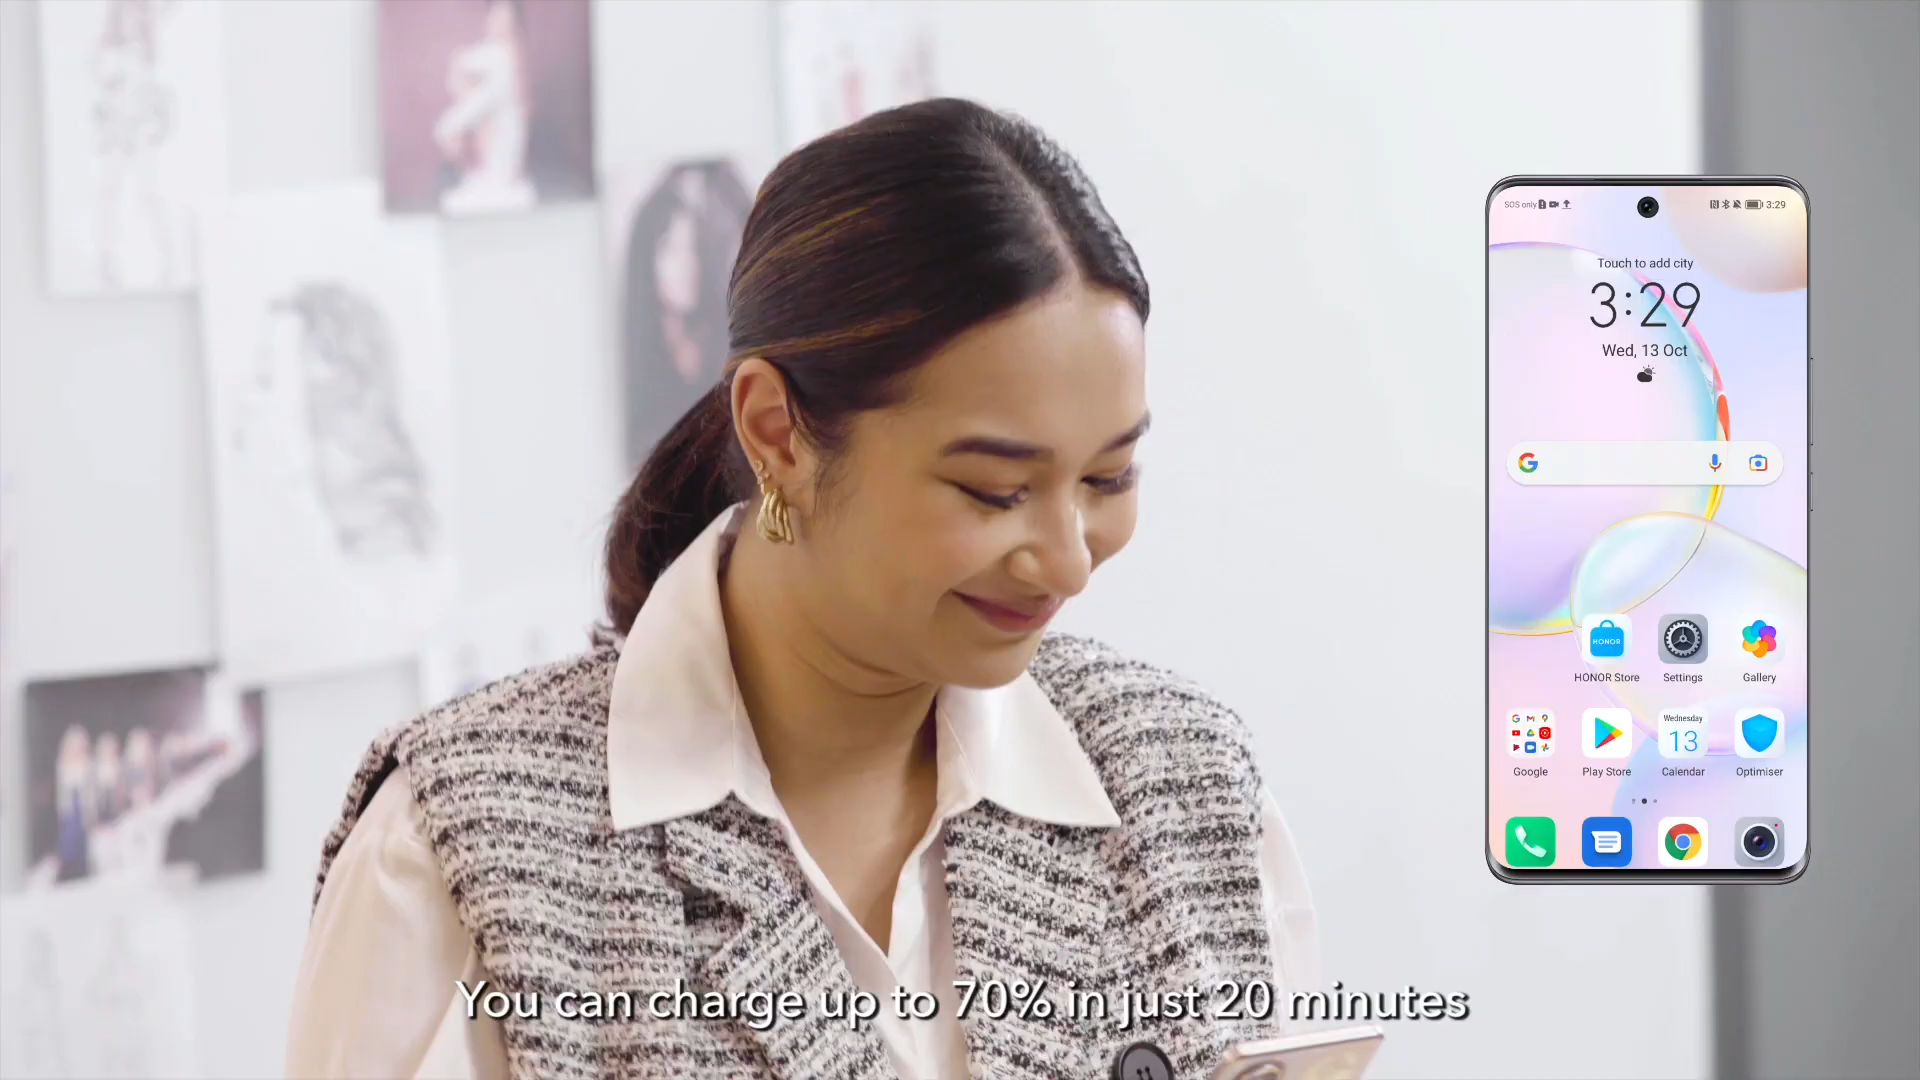 SOS only
3:29
Touch to add city
3:29
Wed, 13 Oct
HONOR
HONOR Store
Settings
Gallery
Wednesday
13
Google
Play Store
Calendar
Optimiser
You can charge up to 70% in just 20 minutes